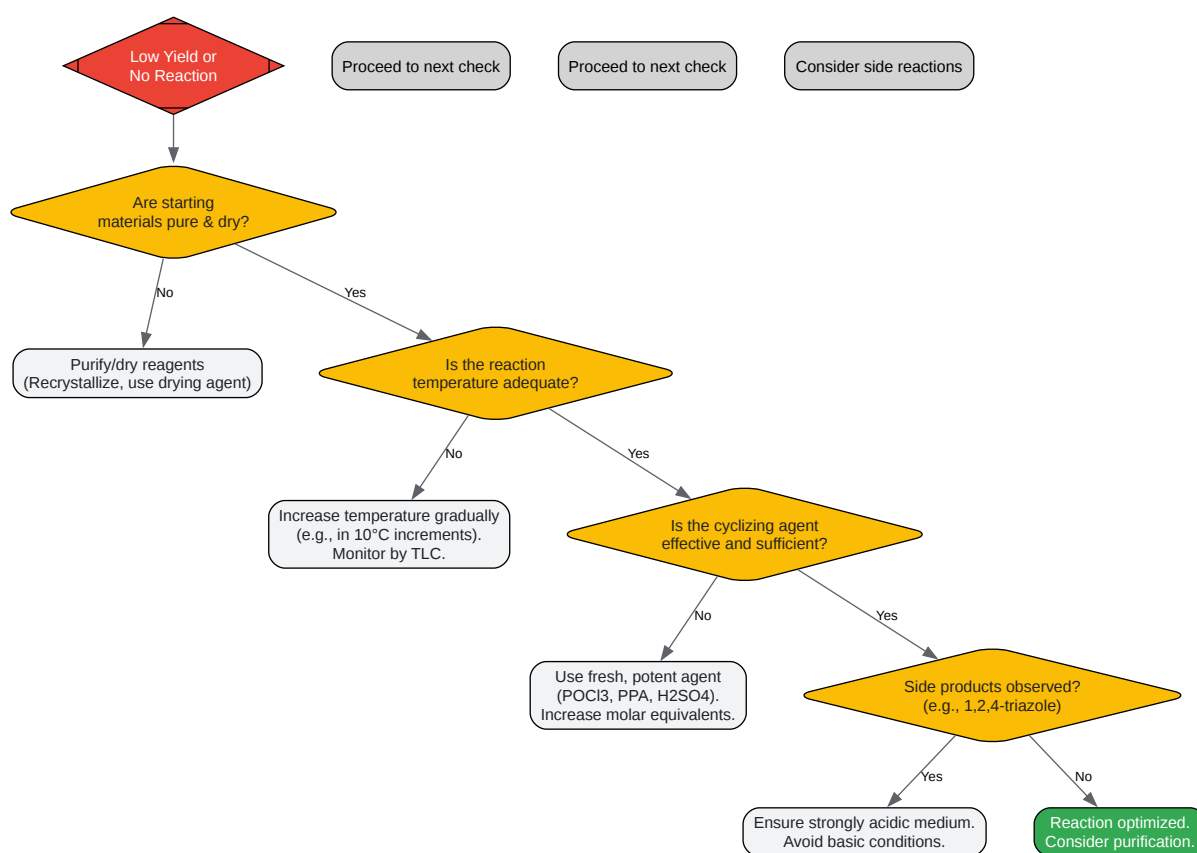 Low Yield or
No Reaction
Proceed to next check
Proceed to next check
Consider side reactions
Are starting
materials pure & dry?
No
Yes
Purify/dry reagents
(Recrystallize, use drying agent)
Is the reaction
temperature adequate?
No
Yes
Increase temperature gradually
(e.g., in 10°C increments).
Monitor by TLC.
Is the cyclizing agent
effective and sufficient?
No
Yes
Use fresh, potent agent
(POCl3, PPA, H2SO4).
Increase molar equivalents.
Side products observed?
(e.g., 1,2,4-triazole)
Yes
No
Ensure strongly acidic medium.
Avoid basic conditions.
Reaction optimized.
Consider purification.